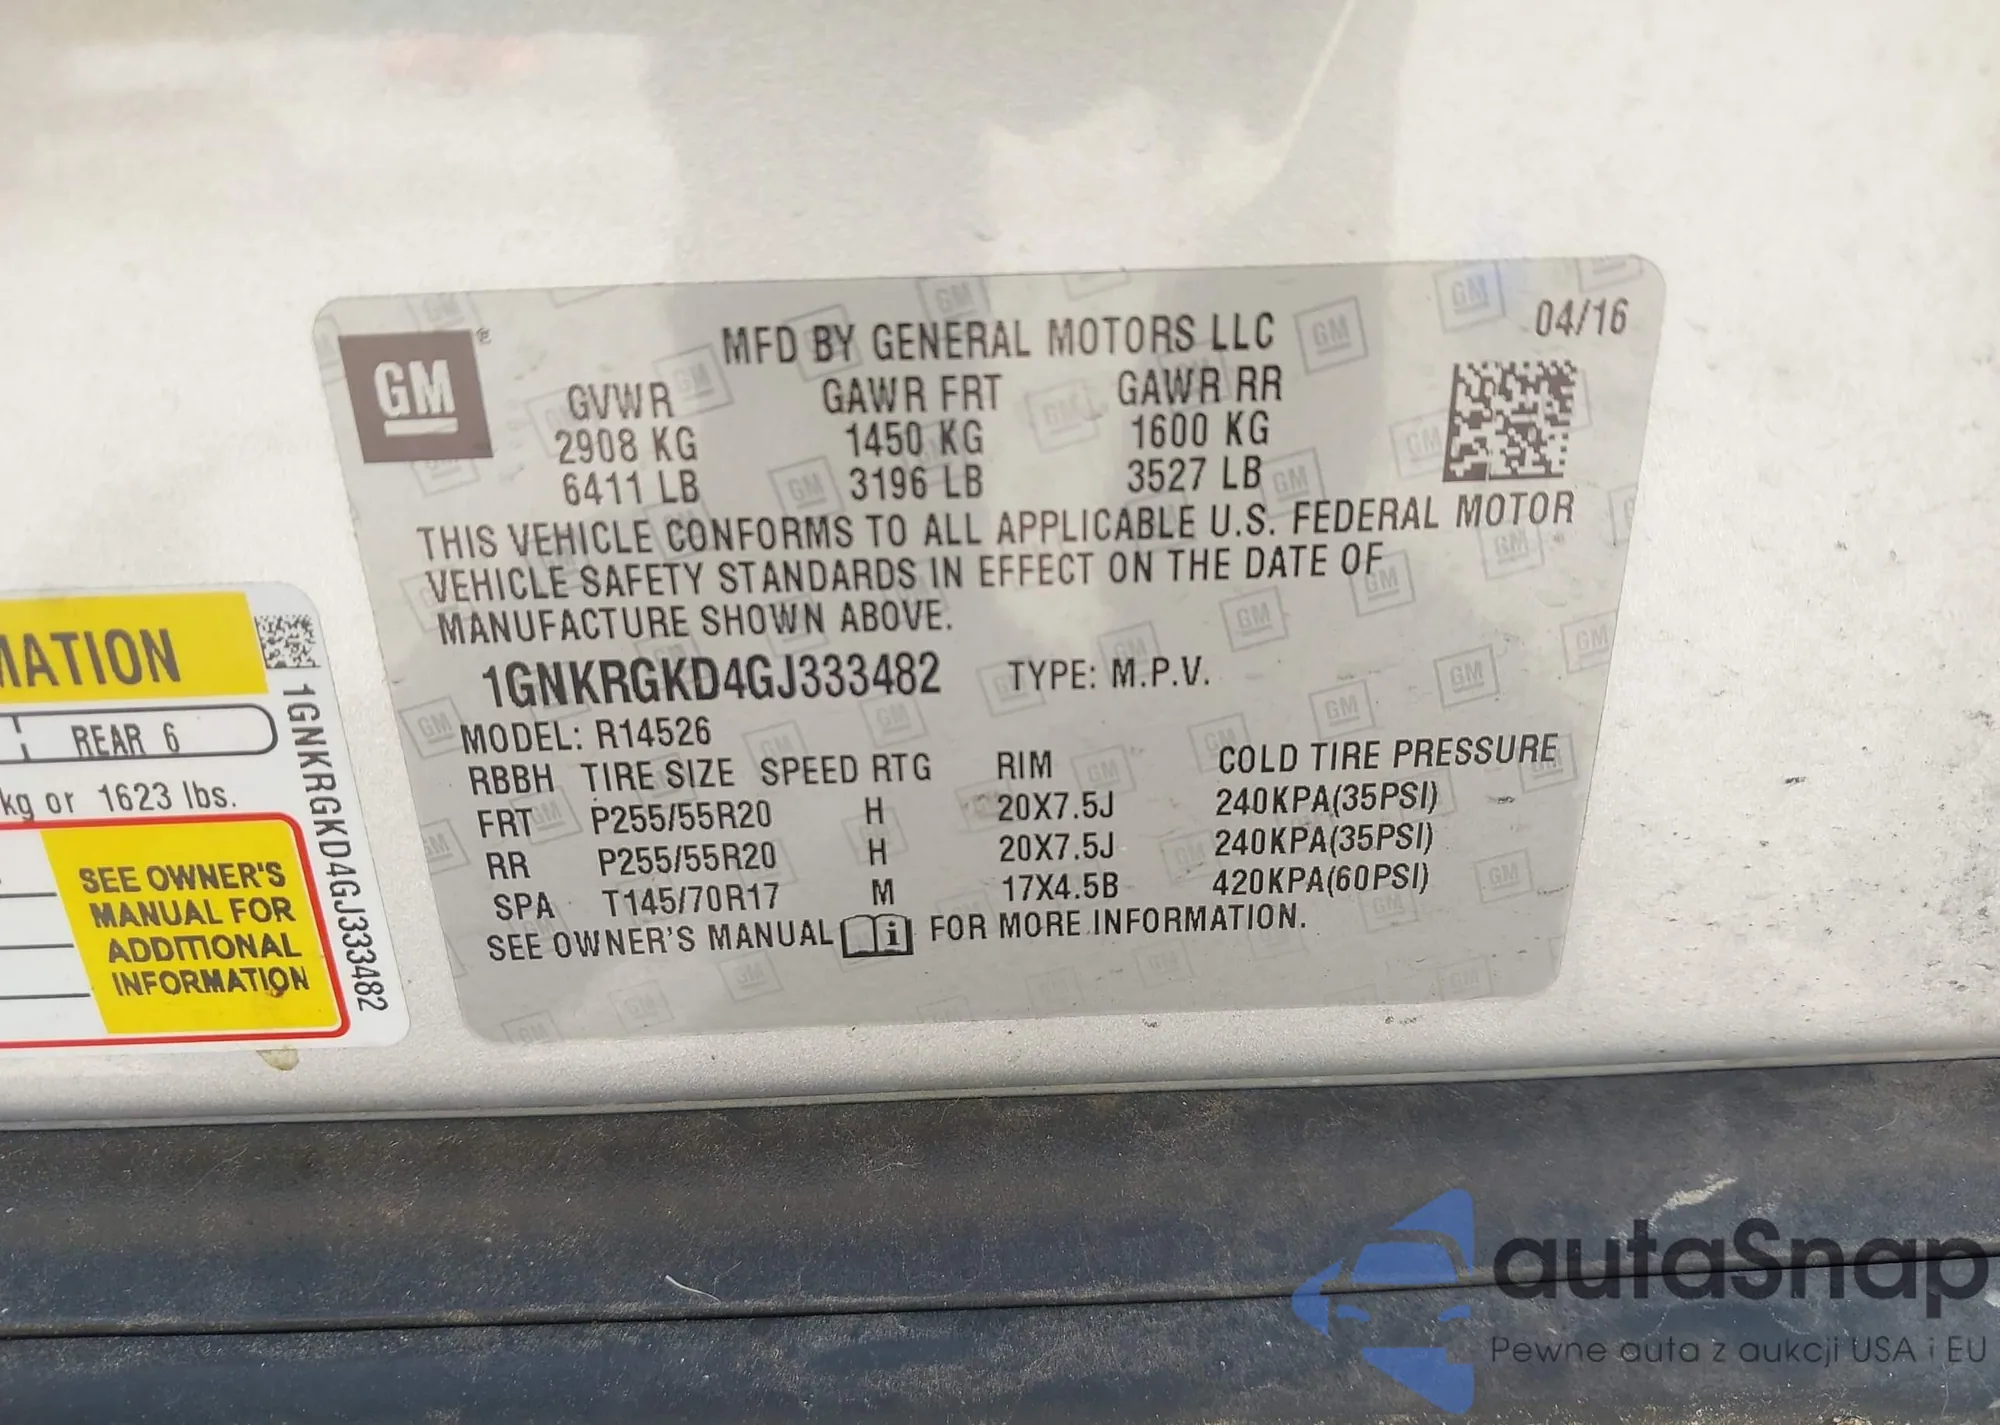 GM ®
MFD BY GENERAL MOTORS LLC
04/16
GVWR GAWR FRT GAWR RR
2908 KG 1450 KG 1600 KG
6411 LB 3196 LB 3527 LB
THIS VEHICLE CONFORMS TO ALL APPLICABLE U.S. FEDERAL MOTOR
VEHICLE SAFETY STANDARDS IN EFFECT ON THE DATE OF
MANUFACTURE SHOWN ABOVE.
1GNKRGKD4GJ333482 TYPE: M.P.V.
MODEL: R14526
RBBH TIRE SIZE SPEED RTG RIM COLD TIRE PRESSURE
FRT P255/55R20 H 20X7.5J 240KPA(35PSI)
RR P255/55R20 H 20X7.5J 240KPA(35PSI)
SPA T145/70R17 M 17X4.5B 420KPA(60PSI)
SEE OWNER'S MANUAL i FOR MORE INFORMATION.
MATION
REAR 6
kg or 1623 lbs.
SEE OWNER'S
MANUAL FOR
ADDITIONAL
INFORMATION
1GNKRGKD4GJ333482
autaSnap
Pewne auta z aukcji USA i EU